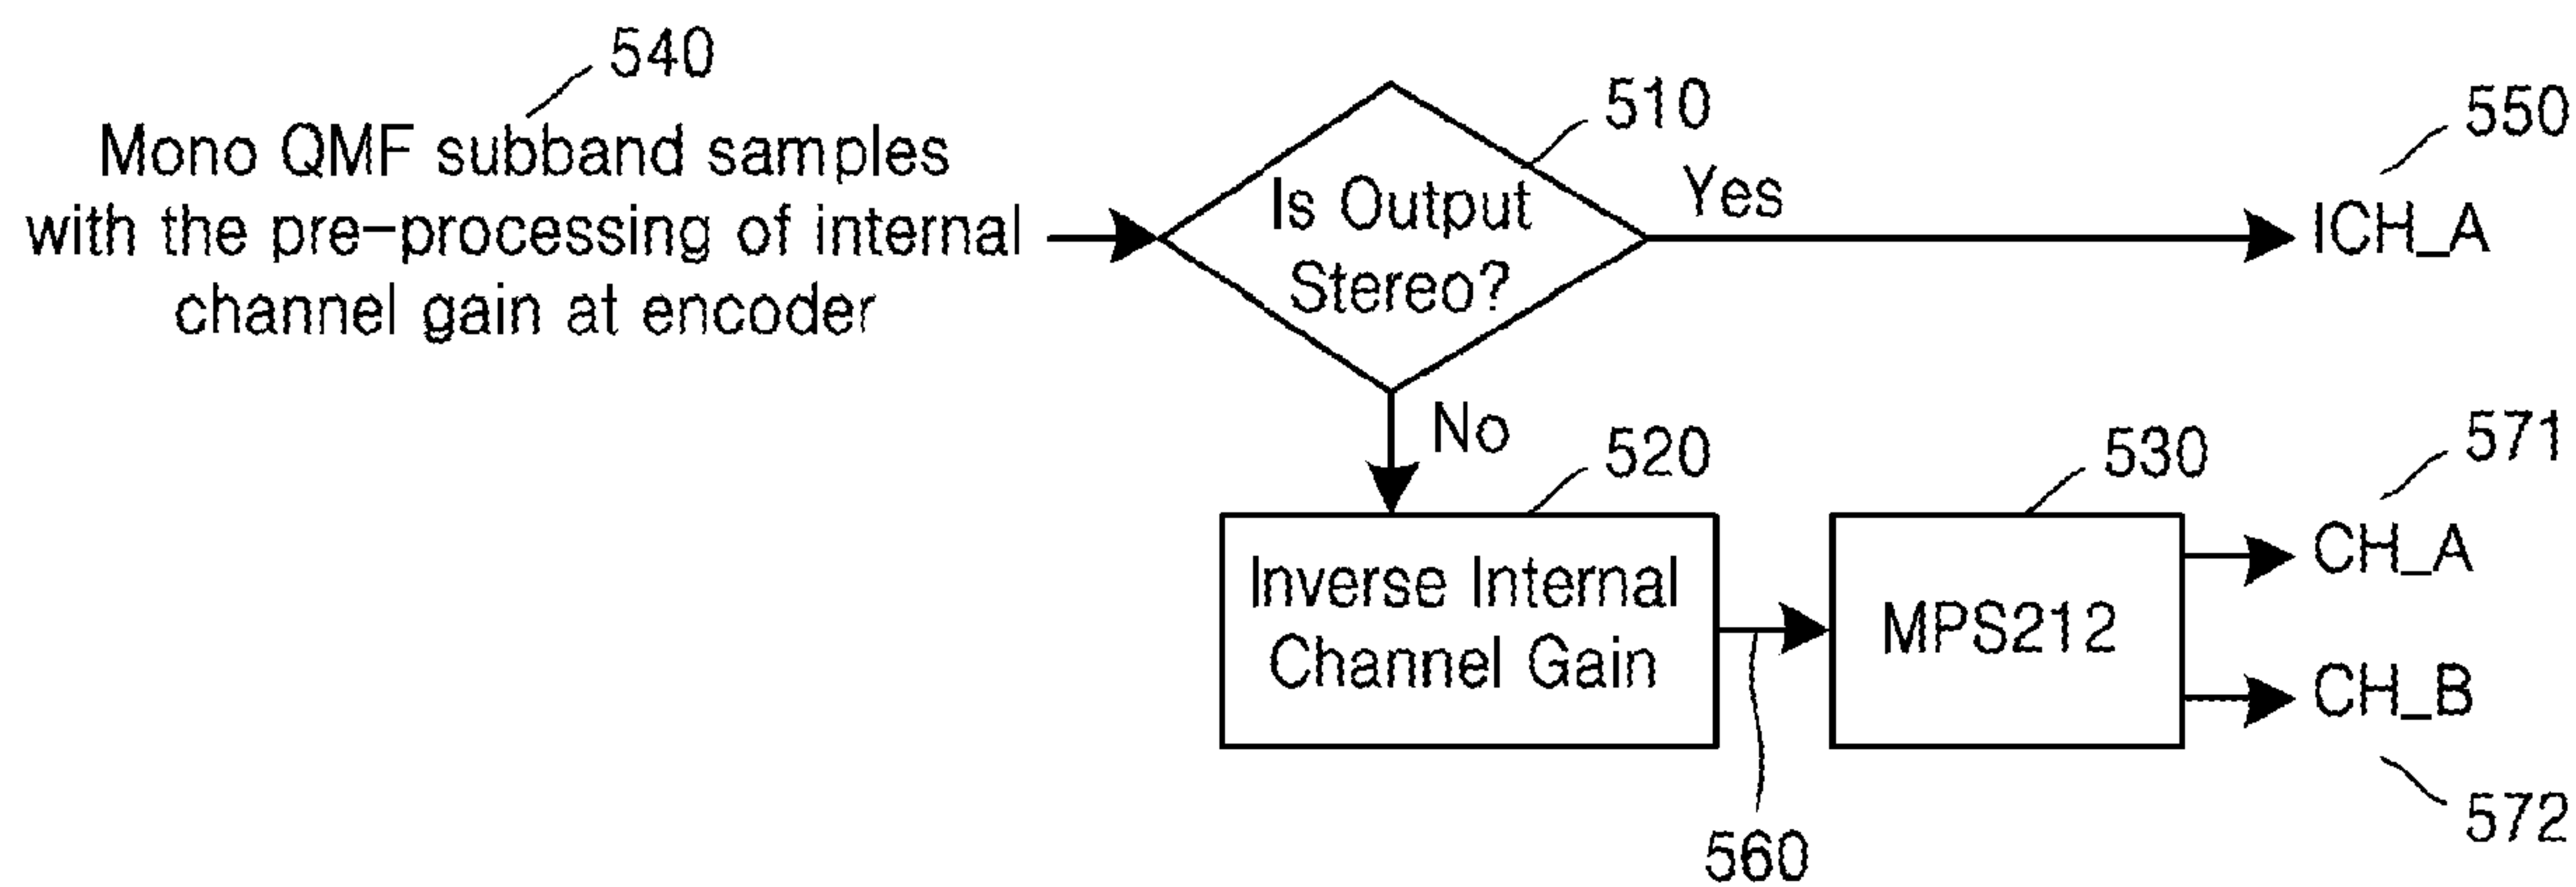 540
Mono QMF subband samples
with the pre-processing of internal
channel gain at encoder
510
Is Output
Stereo?
Yes
550
ICH_A
No
520
Inverse Internal
Channel Gain
560
530
MPS212
571
CH_A
CH_B
572